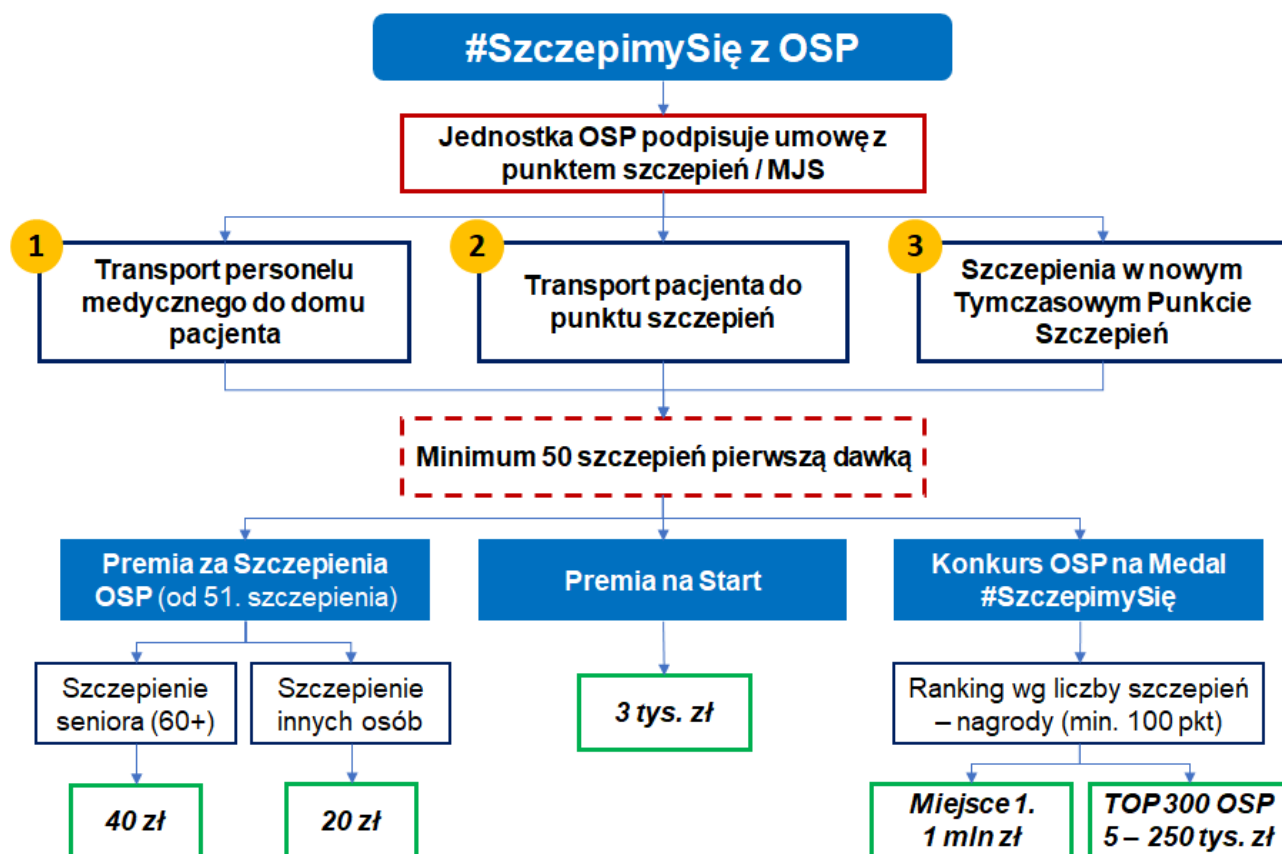 #SzczepimySię z OSP
Jednostka OSP podpisuje umowę z
punktem szczepień / MJS
1
Transport personelu
medycznego do domu
pacjenta
2
Transport pacjenta do
punktu szczepień
3
Szczepienia w nowym
Tymczasowym Punkcie
Szczepień
Minimum 50 szczepień pierwszą dawką
Premia za Szczepienia
OSP (od 51. szczepienia)
Premia na Start
Konkurs OSP na Medal
#SzczepimySię
Szczepienie
seniora (60+)
Szczepienie
innych osób
3 tys. zł
Ranking wg liczby szczepień
– nagrody (min. 100 pkt)
40 zł
20 zł
Miejsce 1.
1 mln zł
TOP 300 OSP
5 – 250 tys. zł